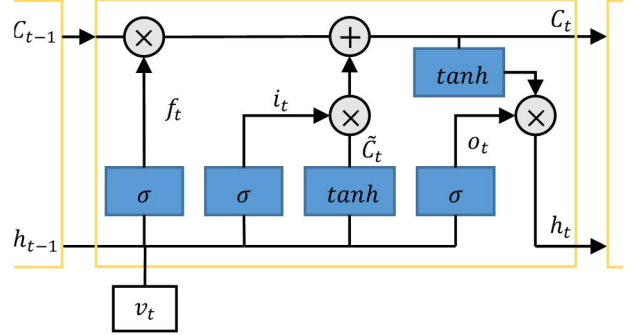 C_{t-1}
C_t
tanh
f_t
i_t
C̃_t
o_t
σ
σ
tanh
σ
h_{t-1}
h_t
v_t